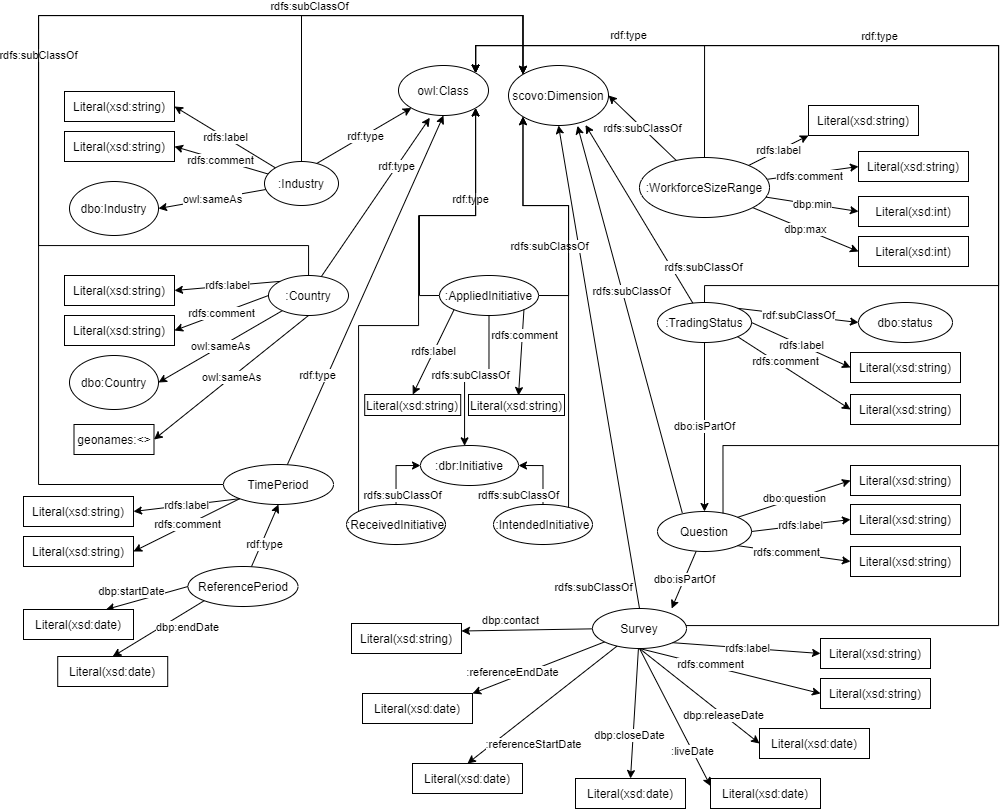 rdfs:subClassOf
rdf:type
rdf:type
rdfs:subClassOf
owl:Class
scovo:Dimension
Literal(xsd:string)
rdfs:label
rdf:type
rdfs:subClassOf
Literal(xsd:string)
rdfs:label
Literal(xsd:string)
rdfs:comment
rdf:type
rdfs:comment
Literal(xsd:string)
:Industry
:WorkforceSizeRange
dbo:Industry
owl:sameAs
rdf:type
dbp:min
Literal(xsd:int)
dbp:max
rdfs:subClassOf
Literal(xsd:int)
rdfs:subClassOf
Literal(xsd:string)
rdfs:label
:Country
:AppliedInitiative
rdfs:subClassOf
rdfs:comment
Literal(xsd:string)
rdf:subClassOf
:TradingStatus
dbo:status
rdfs:comment
owl:sameAs
rdfs:label
rdfs:label
rdfs:comment
Literal(xsd:string)
dbo:Country
owl:sameAs
rdf:type
rdfs:subClassOf
Literal(xsd:string)
Literal(xsd:string)
Literal(xsd:string)
geonames:<>
dbo:isPartOf
:dbr:Initiative
TimePeriod
rdfs:subClassOf
rdfs:subClassOf
dbo:question
Literal(xsd:string)
Literal(xsd:string)
rdfs:label
rdfs:comment
:ReceivedInitiative
:IntendedInitiative
Question
rdfs:label
Literal(xsd:string)
Literal(xsd:string)
rdf:type
rdfs:comment
Literal(xsd:string)
dbp:startDate
ReferencePeriod
rdfs:subClassOf
dbo:isPartOf
Literal(xsd:date)
dbp:endDate
dbp:contact
Survey
Literal(xsd:string)
rdfs:label
Literal(xsd:string)
Literal(xsd:date)
:referenceEndDate
rdfs:comment
Literal(xsd:string)
Literal(xsd:date)
dbp:releaseDate
:referenceStartDate
dbp:closeDate
:liveDate
Literal(xsd:date)
Literal(xsd:date)
Literal(xsd:date)
Literal(xsd:date)